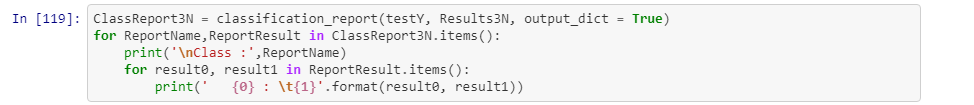 In [119]: ClassReport3N = classification_report(testY, Results3N, output_dict = True)
for ReportName,ReportResult in ClassReport3N.items():
    print('\nClass :',ReportName)
    for result0, result1 in ReportResult.items():
        print('   {0} : \t{1}'.format(result0, result1))